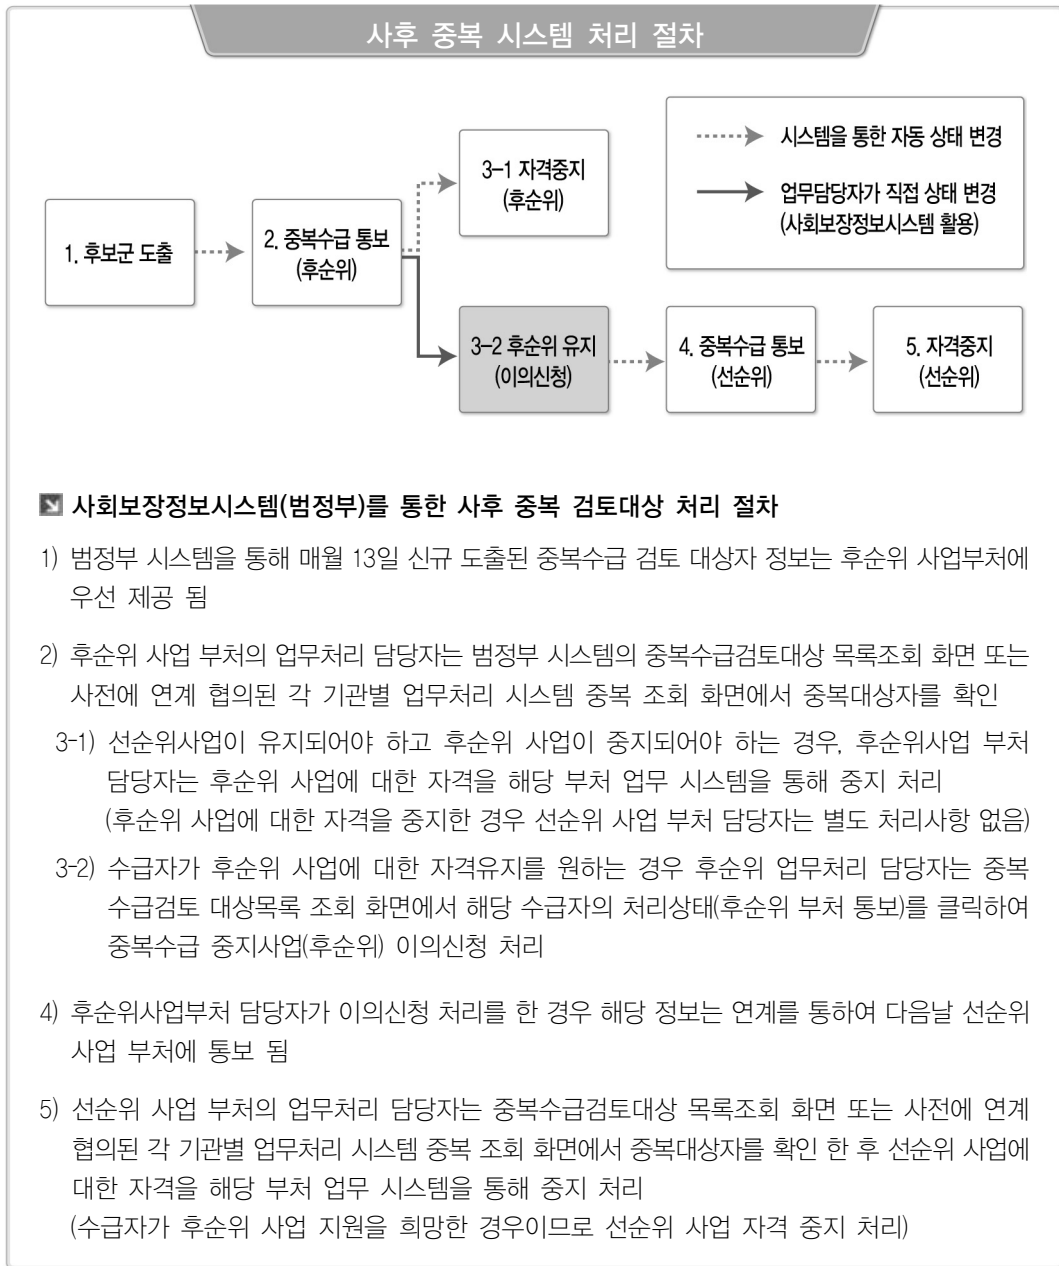 사후 중복 시스템 처리 절차
시스템을 통한 자동 상태 변경
업무담당자가 직접 상태 변경
(사회보장정보시스템 활용)
1. 후보군 도출
2. 중복수급 통보
(후순위)
3-1 자격중지
(후순위)
3-2 후순위 유지
(이의신청)
4. 중복수급 통보
(선순위)
5. 자격중지
(선순위)
사회보장정보시스템(범정부)를 통한 사후 중복 검토대상 처리 절차
1) 범정부 시스템을 통해 매월 13일 신규 도출된 중복수급 검토 대상자 정보는 후순위 사업부처에
우선 제공 됨
2) 후순위 사업 부처의 업무처리 담당자는 범정부 시스템의 중복수급검토대상 목록조회 화면 또는
사전에 연계 협의된 각 기관별 업무처리 시스템 중복 조회 화면에서 중복대상자를 확인
3-1) 선순위사업이 유지되어야 하고 후순위 사업이 중지되어야 하는 경우, 후순위사업 부처
담당자는 후순위 사업에 대한 자격을 해당 부처 업무 시스템을 통해 중지 처리
(후순위 사업에 대한 자격을 중지한 경우 선순위 사업 부처 담당자는 별도 처리사항 없음)
3-2) 수급자가 후순위 사업에 대한 자격유지를 원하는 경우 후순위 업무처리 담당자는 중복
수급검토 대상목록 조회 화면에서 해당 수급자의 처리상태(후순위 부처 통보)를 클릭하여
중복수급 중지사업(후순위) 이의신청 처리
4) 후순위사업부처 담당자가 이의신청 처리를 한 경우 해당 정보는 연계를 통하여 다음날 선순위
사업 부처에 통보 됨
5) 선순위 사업 부처의 업무처리 담당자는 중복수급검토대상 목록조회 화면 또는 사전에 연계
협의된 각 기관별 업무처리 시스템 중복 조회 화면에서 중복대상자를 확인 한 후 선순위 사업에
대한 자격을 해당 부처 업무 시스템을 통해 중지 처리
(수급자가 후순위 사업 지원을 희망한 경우이므로 선순위 사업 자격 중지 처리)